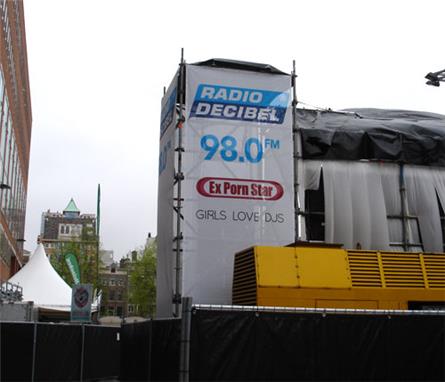 RADIO
DECIBEL
98.0 FM
Ex Porn Star
GIRLS LOVE DJS